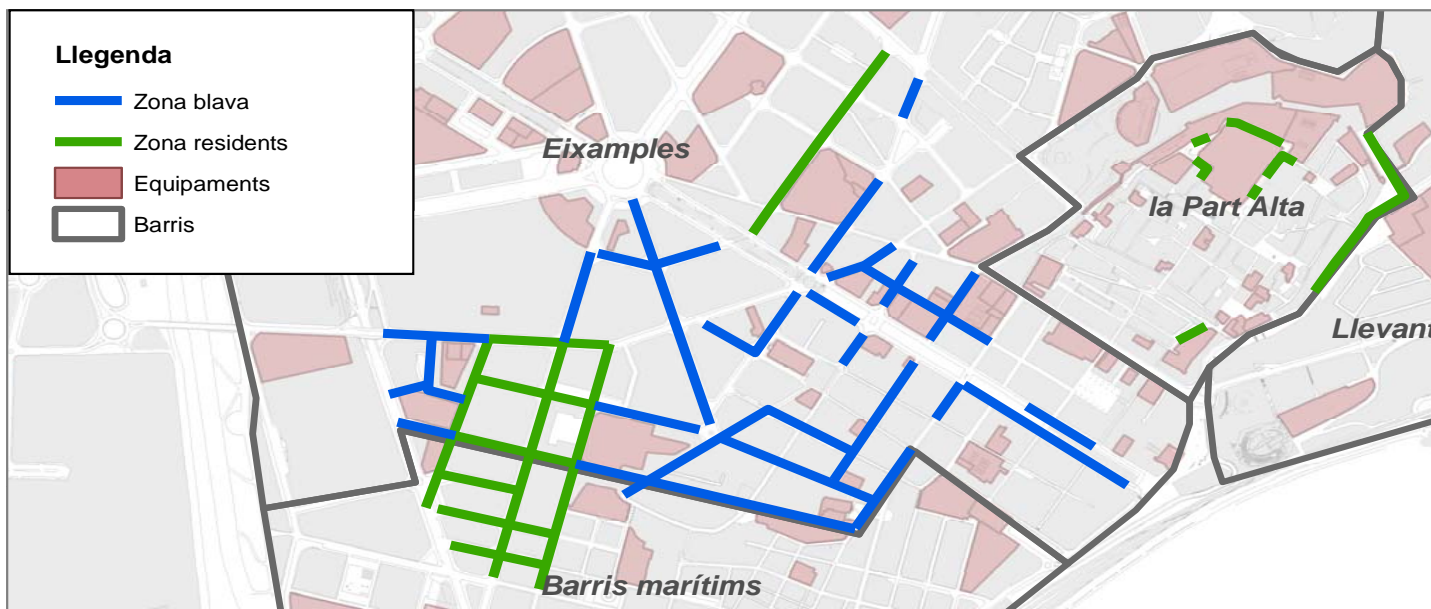 Llegenda
Zona blava
Zona residents
Equipaments
Barris
Eixamples
la Part Alta
Llevant
Barris marítims